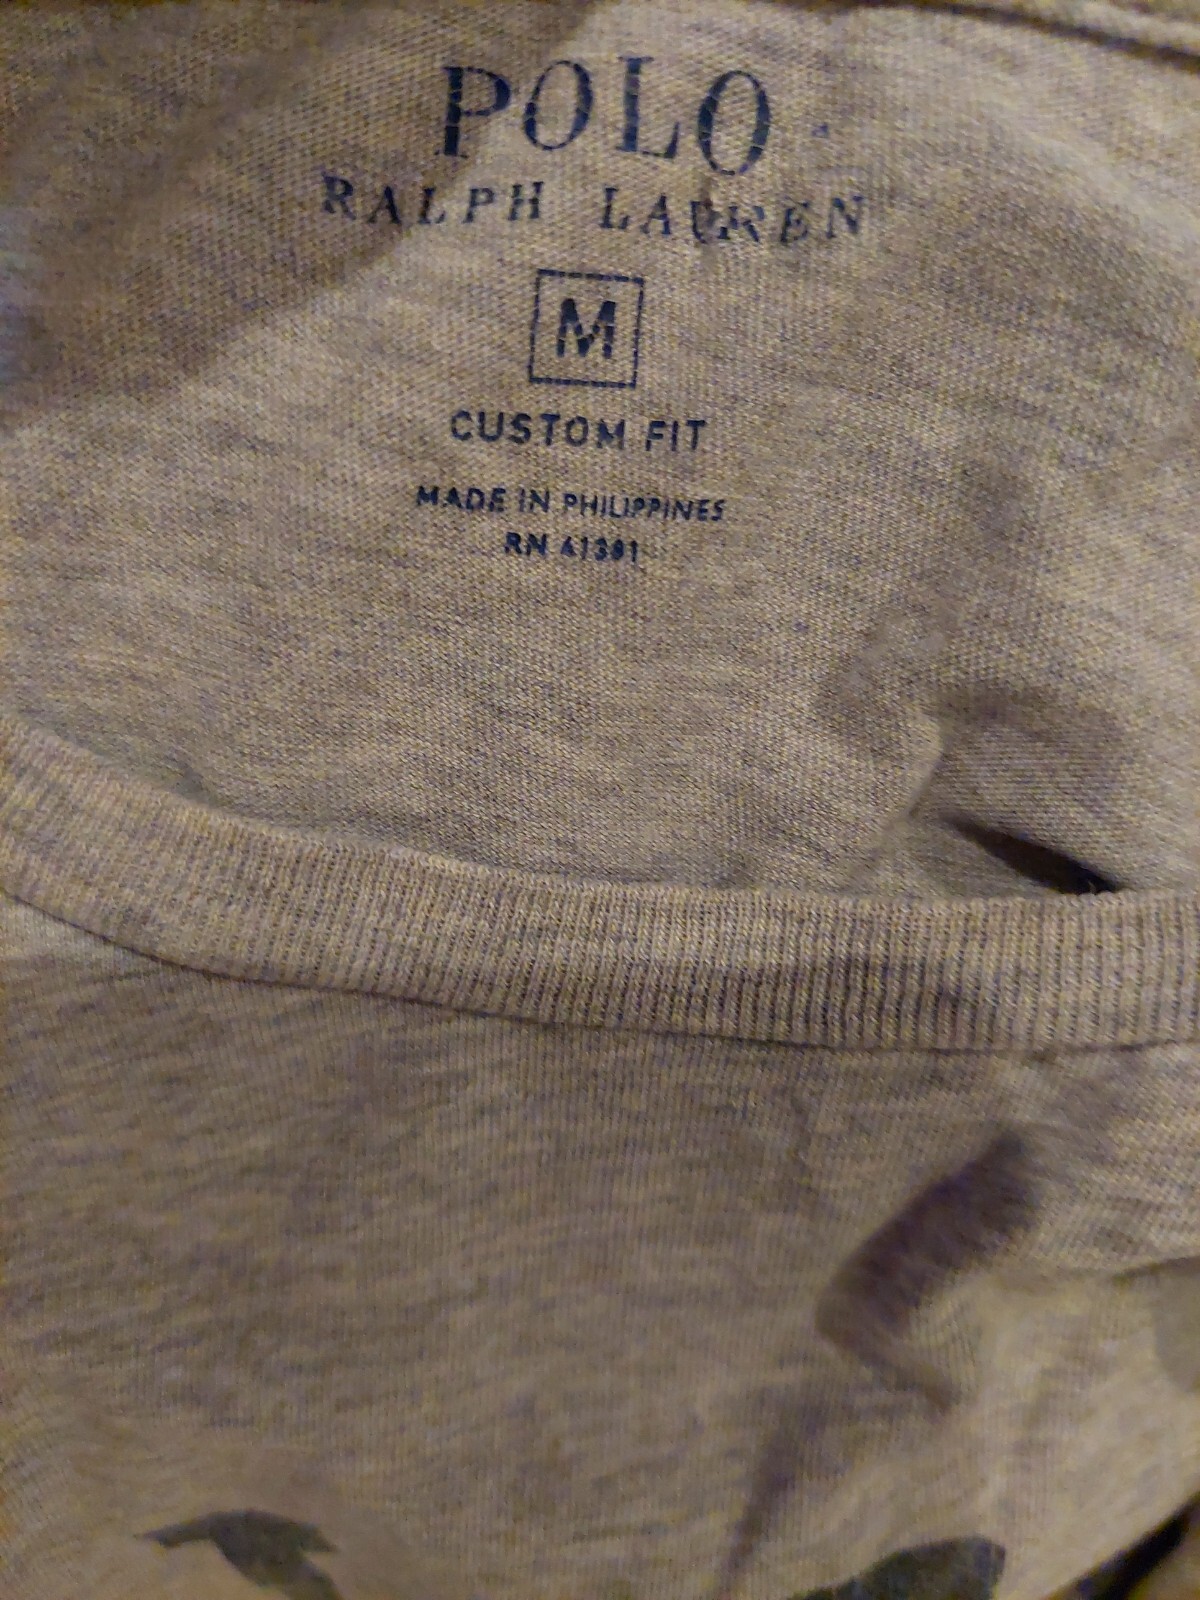 POLO
RALPH LAUREN
M
CUSTOM FIT
MADE IN PHILIPPINES
RN 41381